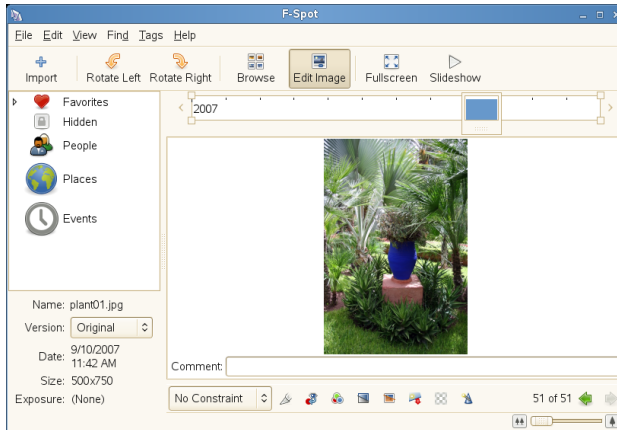 F-Spot
File Edit View Find Tags Help
Import Rotate Left Rotate Right Browse Edit Image Fullscreen Slideshow
Favorites
Hidden
People
Places
Events
2007
Name: plant01.jpg
Version: Original
Date: 9/10/2007
11:42 AM
Size: 500x750
Exposure: (None)
Comment:
No Constraint
51 of 51